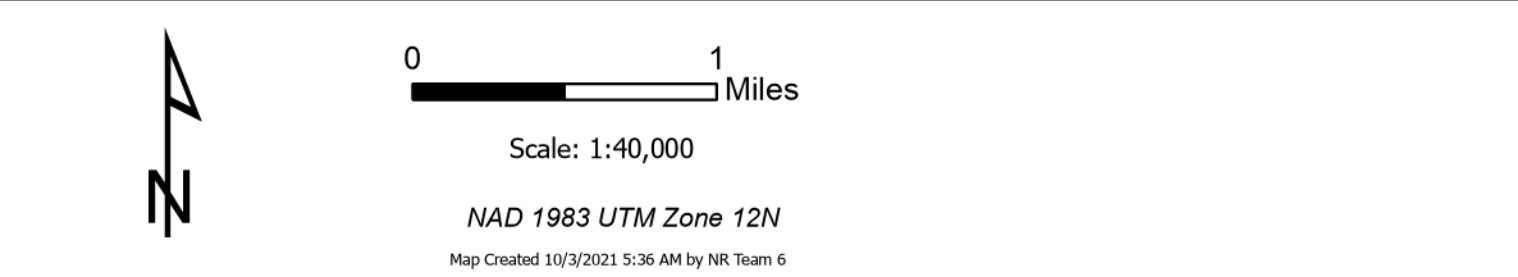 0 1
Miles
Scale: 1:40,000
N
NAD 1983 UTM Zone 12N
Map Created 10/3/2021 5:36 AM by NR Team 6